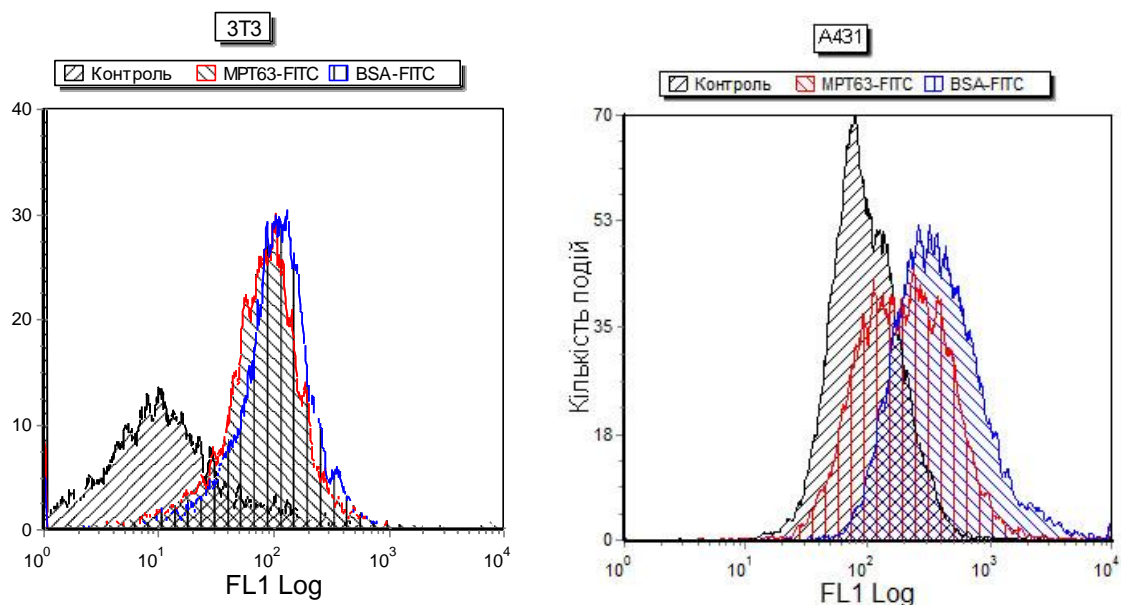 3T3
Контроль MPT63-FITC BSA-FITC
40
30
20
10
0
10^0 10^1 10^2 10^3 10^4
FL1 Log
A431
Контроль MPT63-FITC BSA-FITC
Кількість подій
70
53
35
18
0
10^0 10^1 10^2 10^3 10^4
FL1 Log